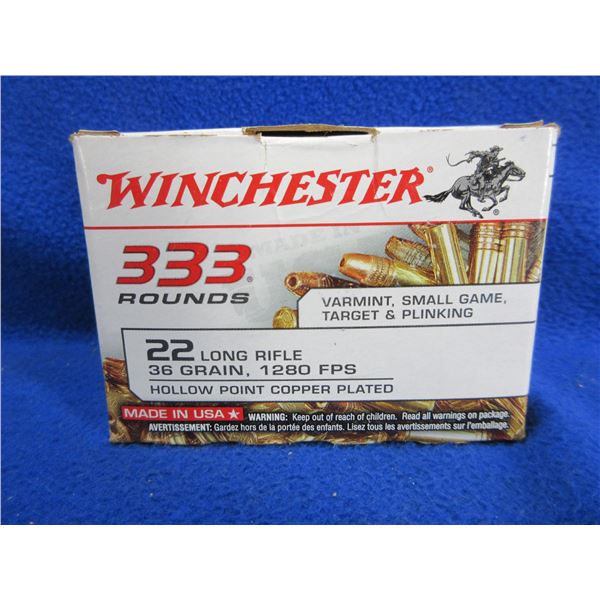 WINCHESTER®
MADE IN
333®
ROUNDS
VARMINT, SMALL GAME,
TARGET & PLINKING
22 LONG RIFLE
36 GRAIN, 1280 FPS
HOLLOW POINT COPPER PLATED
MADE IN USA ★ WARNING: Keep out of reach of children. Read all warnings on package.
AVERTISSEMENT: Gardez hors de la portée des enfants. Lisez tous les avertissements sur l'emballage.